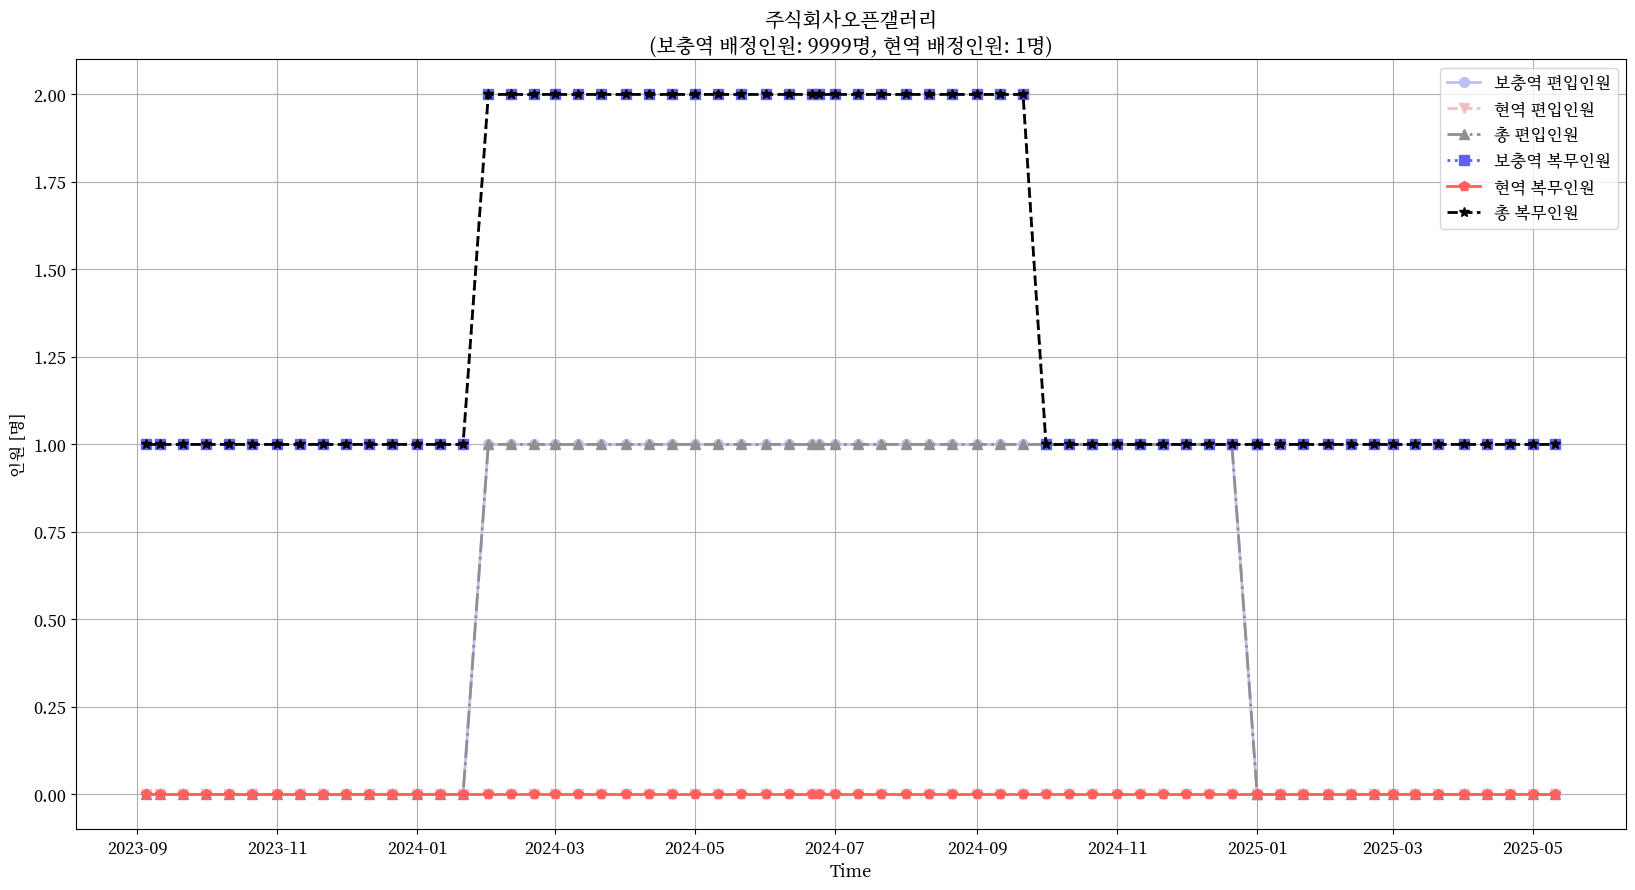 주식회사오픈갤러리
(보충역 배정인원: 9999명, 현역 배정인원: 1명)
보충역 편입인원
현역 편입인원
총 편입인원
보충역 복무인원
현역 복무인원
총 복무인원
인원 [명]
2.00
1.75
1.50
1.25
1.00
0.75
0.50
0.25
0.00
2023-09
2023-11
2024-01
2024-03
2024-05
2024-07
2024-09
2024-11
2025-01
2025-03
2025-05
Time